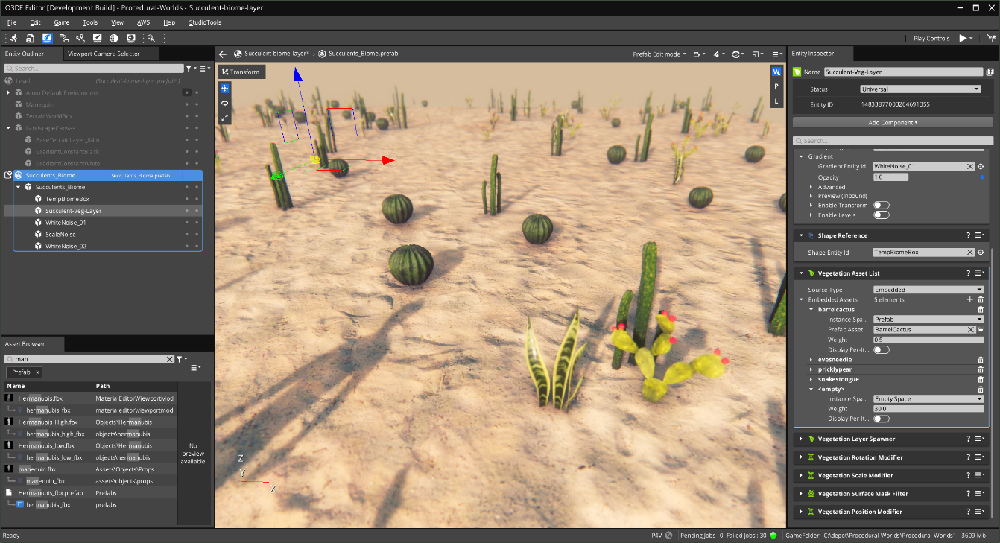 O3DE Editor [Development Build] - Procedural-Worlds - Succulent-biome-layer
File Edit Game Tools View AWS Help StudioTools
Play Controls
Entity Outliner
Viewport Camera Selector
Search...
Level (Succulent-biome-layer.prefab*)
Atom Default Environment
Manequin
TerrainWorldBox
LandscapeCanvas
BaseTerrainLayer_64m
GradientConstantBlack
GradientConstantWhite
Succulents_Biome Succulents_Biome.prefab
Succulents_Biome
TempBiomeBox
Succulent-Veg-Layer
WhiteNoise_01
ScaleNoise
WhiteNoise_02
Asset Browser
man
Prefab X
Name Path
Hermanubis.fbx MaterialEditor\ViewportMod
hermanubis_fbx materialeditor\viewportmod
Hermanubis_High.fbx Objects\Hermanubis
hermanubis_high_fbx objects\hermanubis
Hermanubis_low.fbx Objects\Hermanubis
hermanubis_low_fbx objects\hermanubis
manequin.fbx Assets\Objects\Props
manequin_fbx assets\objects\props
Hermanubis_fbx.prefab Prefabs
hermanubis_fbx prefabs
No
preview
available
Succulent-biome-layer* › Succulents_Biome.prefab
Prefab Edit mode
Transform
W
P
L
Z
Y
X
Entity Inspector
Name Succulent-Veg-Layer
Status Universal
Entity ID 14833877003264691355
Add Component
Search...
Gradient
Gradient Entity Id WhiteNoise_01
Opacity 1.0
Advanced
Preview (Inbound)
Enable Transform
Enable Levels
Shape Reference ?
Shape Entity Id TempBiomeBox
Vegetation Asset List ?
Source Type Embedded
Embedded Assets 5 elements
barrelcactus
Instance Spa... Prefab
Prefab Asset BarrelCactus
Weight 0.5
Display Per-It...
evesneedle
pricklypear
snakestongue
<empty>
Instance Spa... Empty Space
Weight 30.0
Display Per-It...
Vegetation Layer Spawner ?
Vegetation Rotation Modifier ?
Vegetation Scale Modifier ?
Vegetation Surface Mask Filter ?
Vegetation Position Modifier ?
Ready
P4V
Pending Jobs : 0 Failed Jobs : 30
GameFolder: 'C:\depot\Procedural-Worlds\Procedural-Worlds'
3609 Mb